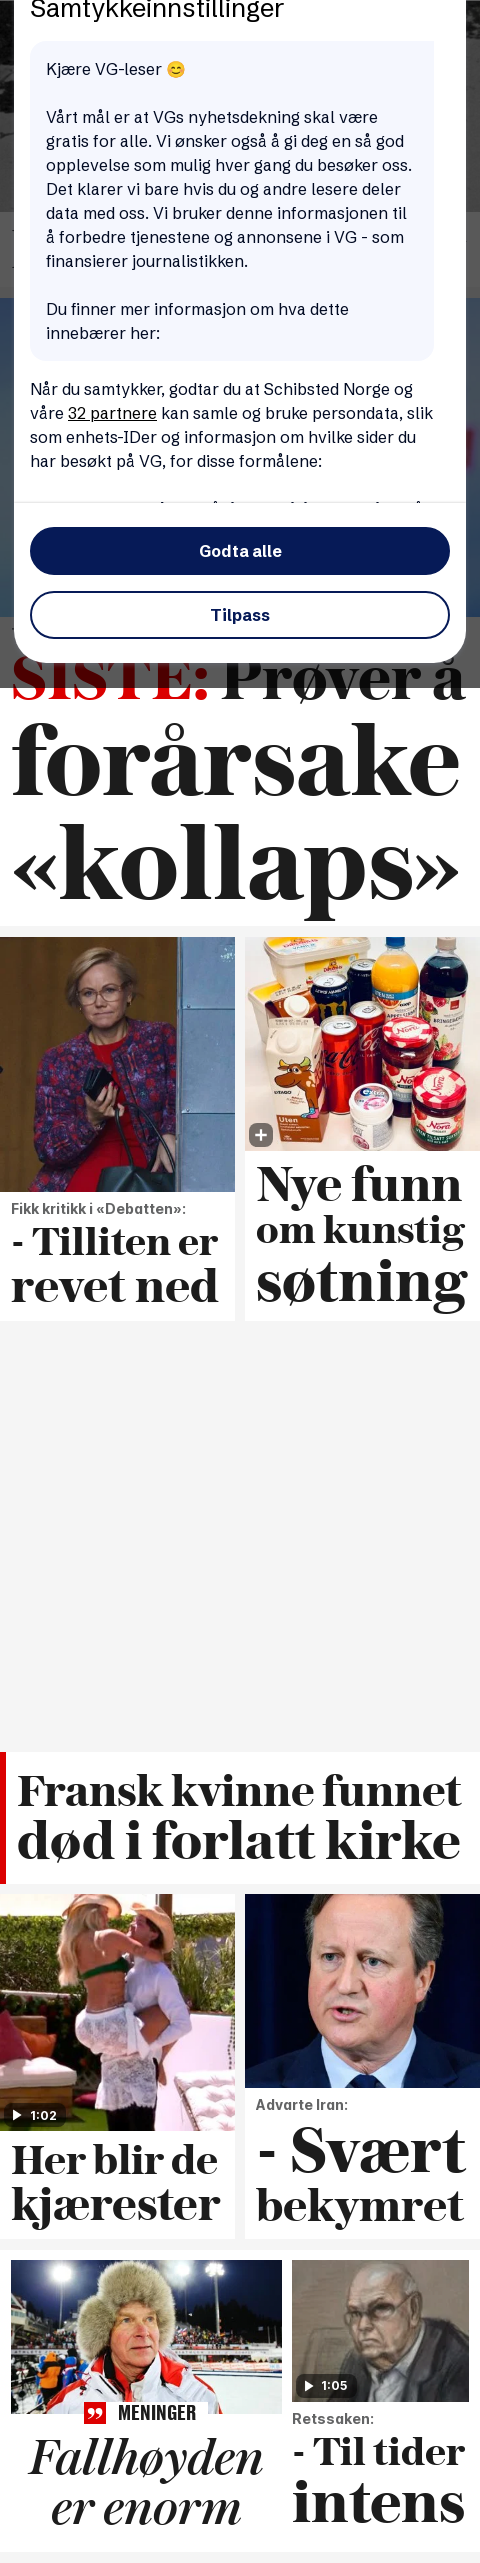 Samtykkeinnstillinger
Kjære VG-leser 😊
Vårt mål er at VGs nyhetsdekning skal være
gratis for alle. Vi ønsker også å gi deg en så god
opplevelse som mulig hver gang du besøker oss.
Det klarer vi bare hvis du og andre lesere deler
data med oss. Vi bruker denne informasjonen til
å forbedre tjenestene og annonsene i VG - som
finansierer journalistikken.
Du finner mer informasjon om hva dette
innebærer her:
Når du samtykker, godtar du at Schibsted Norge og
våre 32 partnere kan samle og bruke persondata, slik
som enhets-IDer og informasjon om hvilke sider du
har besøkt på VG, for disse formålene:
Godta alle
Tilpass
SISTE: Prøver å
forårsake
«kollaps»
Fikk kritikk i «Debatten»:
- Tilliten er
revet ned
Nye funn
om kunstig
søtning
Fransk kvinne funnet
død i forlatt kirke
1:02
Her blir de
kjærester
Advarte Iran:
- Svært
bekymret
MENINGER
Fallhøyden
er enorm
1:05
Rettssaken:
- Til tider
intens